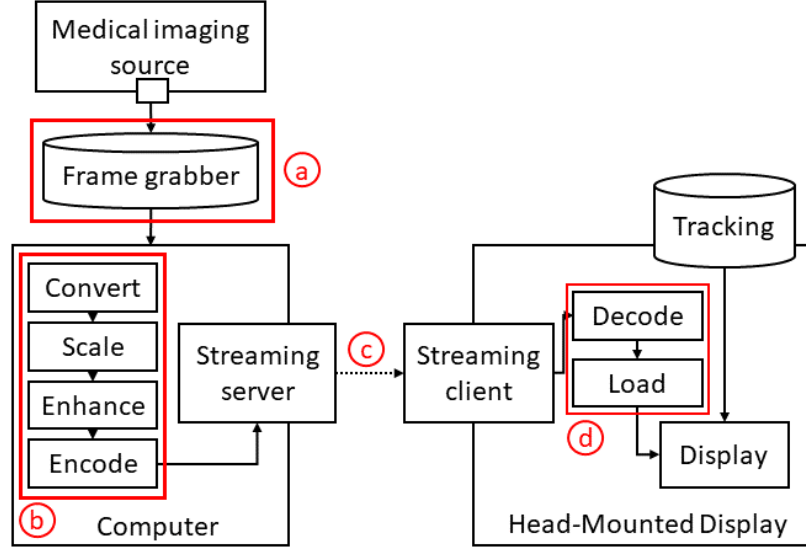 Medical imaging
source
Frame grabber
a
Convert
Scale
Enhance
Encode
b
Computer
Streaming
server
c
Streaming
client
Tracking
Decode
Load
d
Display
Head-Mounted Display